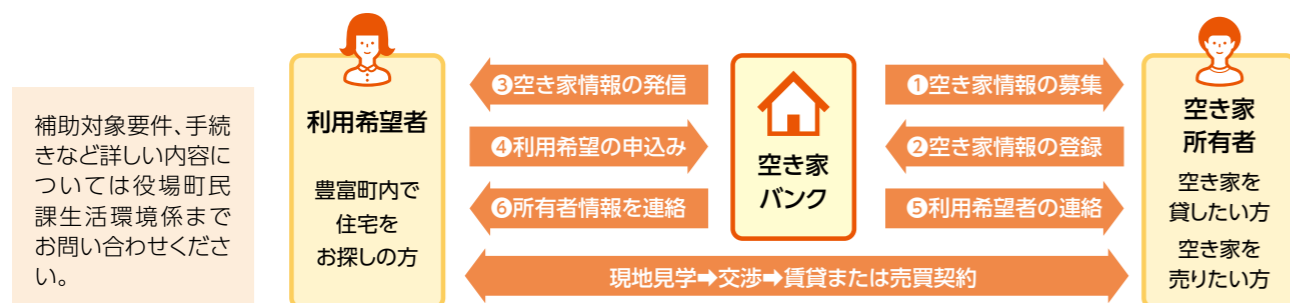 補助対象要件、手続
きなど詳しい内容に
ついては役場町民
課生活環境係まで
お問い合わせくださ
い。
利用希望者
豊富町内で
住宅を
お探しの方
❸空き家情報の発信
❹利用希望の申込み
❻所有者情報を連絡
空き家
バンク
❶空き家情報の募集
❷空き家情報の登録
❺利用希望者の連絡
空き家
所有者
空き家を
貸したい方
空き家を
売りたい方
現地見学➡交渉➡賃貸または売買契約